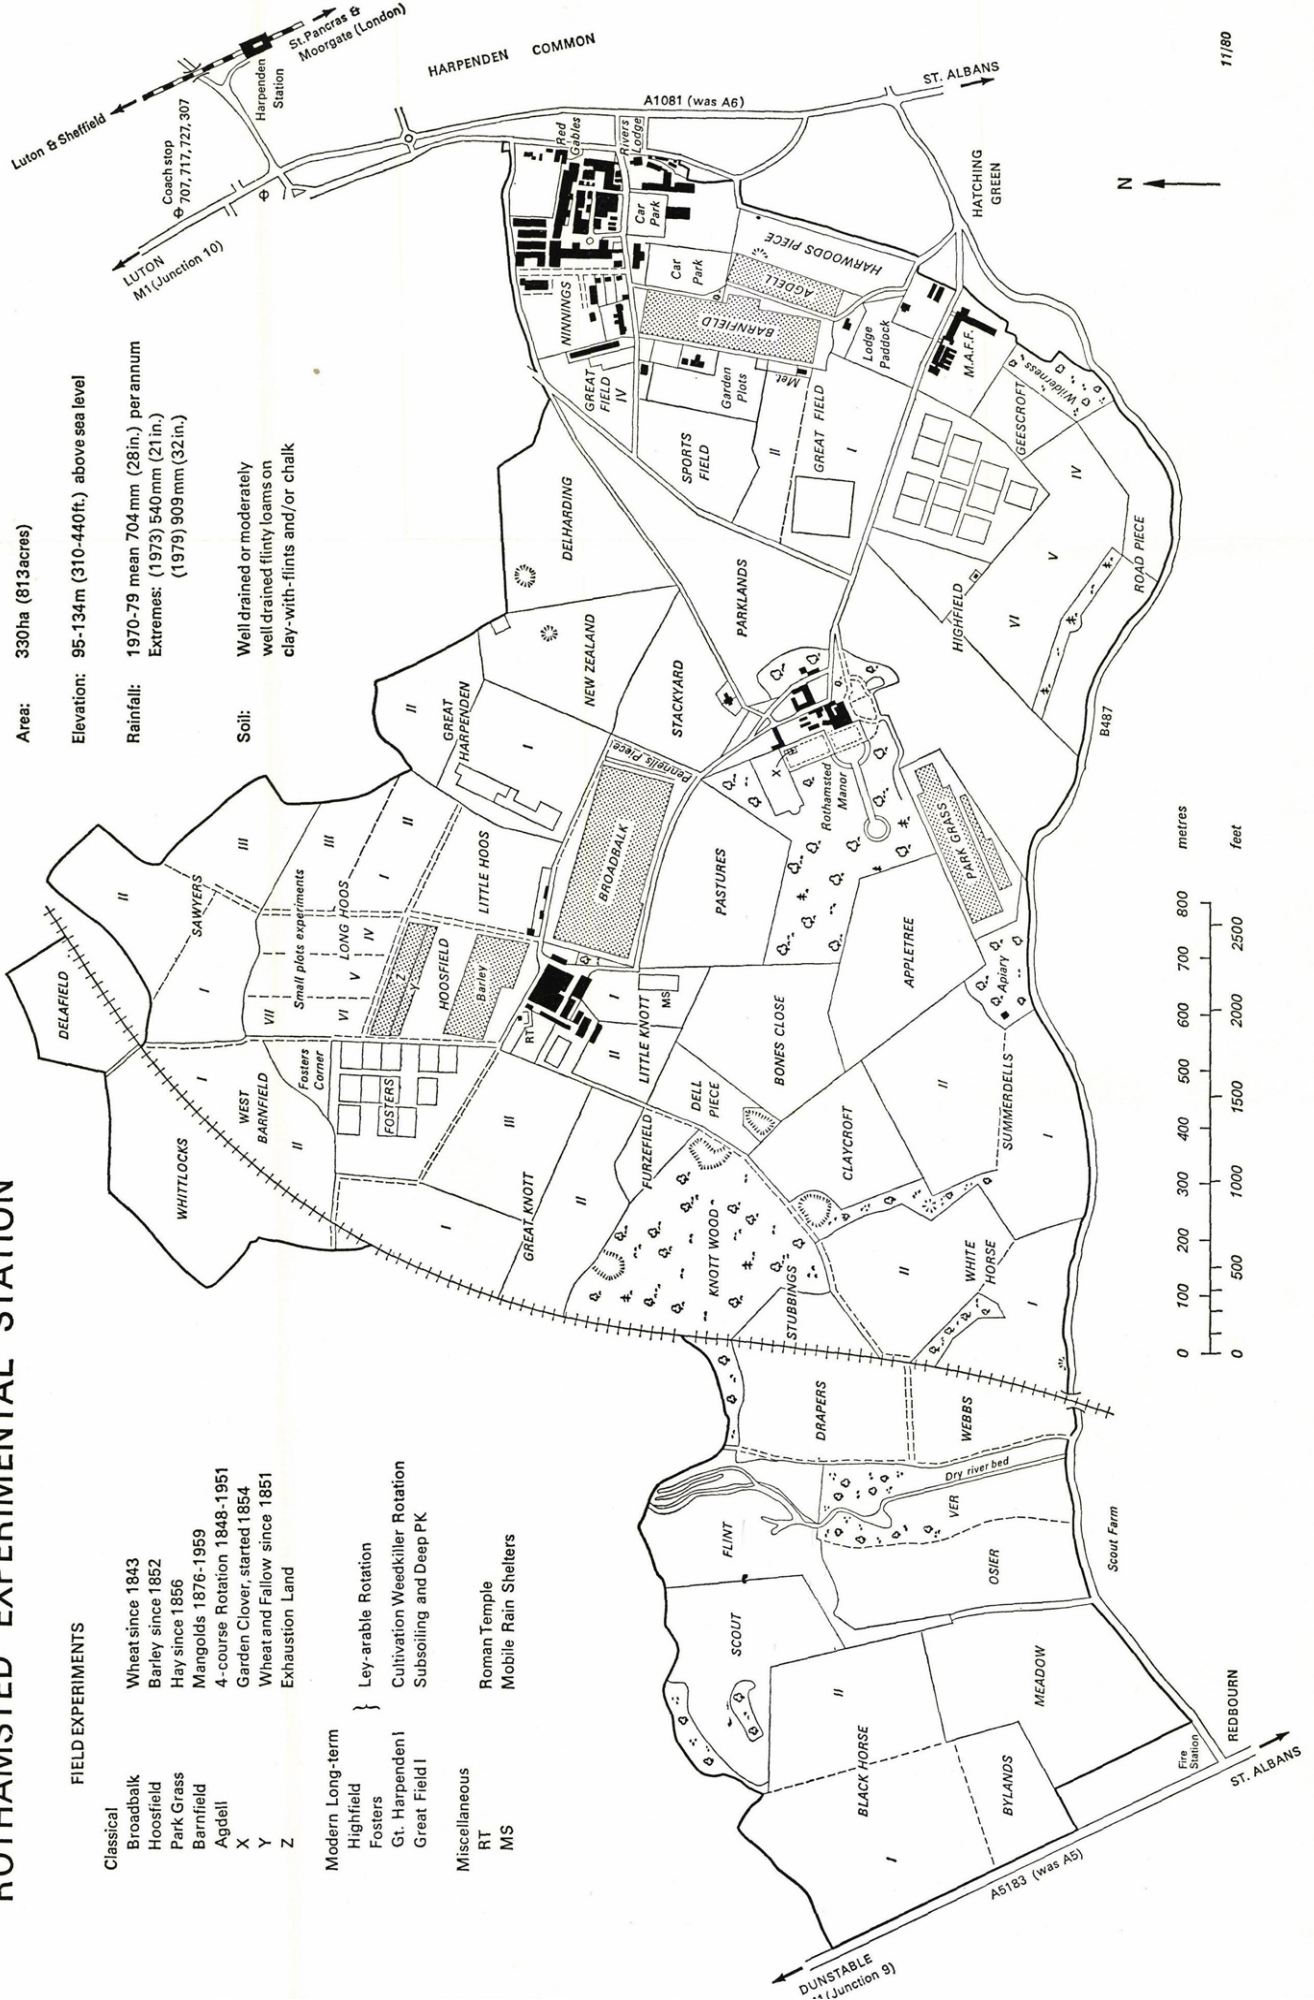 ROTHAMSTED EXPERIMENTAL STATION
Area: 330ha (813acres)
Elevation: 95-134m (310-440ft.) above sea level
Rainfall: 1970-79 mean 704mm (28in.) per annum
Extremes: (1973) 540mm (21in.)
(1979) 909mm (32in.)
Soil: Well drained or moderately
well drained flinty loams on
clay-with-flints and/or chalk
FIELD EXPERIMENTS
Classical
Broadbalk Wheat since 1843
Hoosfield Barley since 1852
Park Grass Hay since 1856
Barnfield Mangolds 1876-1959
Agdell 4-course Rotation 1848-1951
X Garden Clover, started 1854
Y Wheat and Fallow since 1851
Z Exhaustion Land
Modern Long-term
Highfield
Fosters } Ley-arable Rotation
Gt. Harpenden I Cultivation Weedkiller Rotation
Great Field I Subsoiling and Deep PK
Miscellaneous
RT Roman Temple
MS Mobile Rain Shelters
Luton & Sheffield
St. Pancras &
Moorgate (London)
Harpenden
Station
Coach stop
707, 717, 727, 307
LUTON
M1 (Junction 10)
HARPENDEN COMMON
A1081 (was A6)
ST. ALBANS
HATCHING
GREEN
N
11/80
Red
Gables
Rivers
Lodge
Car
Park
Car
Park
NINNINGS
HARWOODS PIECE
AGDELL
BARNFIELD
GREAT
FIELD
IV
Garden
Plots
Met.
Lodge
Paddock
M.A.F.F.
Wilderness
GEESCROFT
SPORTS
FIELD
II
GREAT FIELD
I
IV
V
VI
HIGHFIELD
ROAD PIECE
B487
DELHARDING
PARKLANDS
NEW ZEALAND
STACKYARD
II
GREAT
HARPENDEN
I
Pennells Piece
BROADBALK
X
Rothamsted
Manor
PARK GRASS
PASTURES
APPLETREE
Apiary
DELAFIELD
II
SAWYERS
I
III
III
II
I
Small plots experiments
LONG HOOS
IV
V
VI
VII
LITTLE HOOS
Z
Y
HOOSFIELD
Barley
RT
MS
I
II
LITTLE KNOTT
BONES CLOSE
DELL
PIECE
CLAYCROFT
II
SUMMERDELLS
I
WHITTLOCKS
I
WEST
BARNFIELD
II
Fosters
Corner
FOSTERS
III
GREAT KNOTT
I
II
FURZEFIELD
KNOTT WOOD
STUBBINGS
II
WHITE
HORSE
I
DRAPERS
WEBBS
Dry river bed
VER
FLINT
OSIER
Scout Farm
SCOUT
II
BLACK HORSE
I
MEADOW
BYLANDS
Fire
Station
REDBOURN
ST. ALBANS
A5183 (was A5)
DUNSTABLE
(Junction 9)
0 100 200 300 400 500 600 700 800 metres
0 500 1000 1500 2000 2500 feet